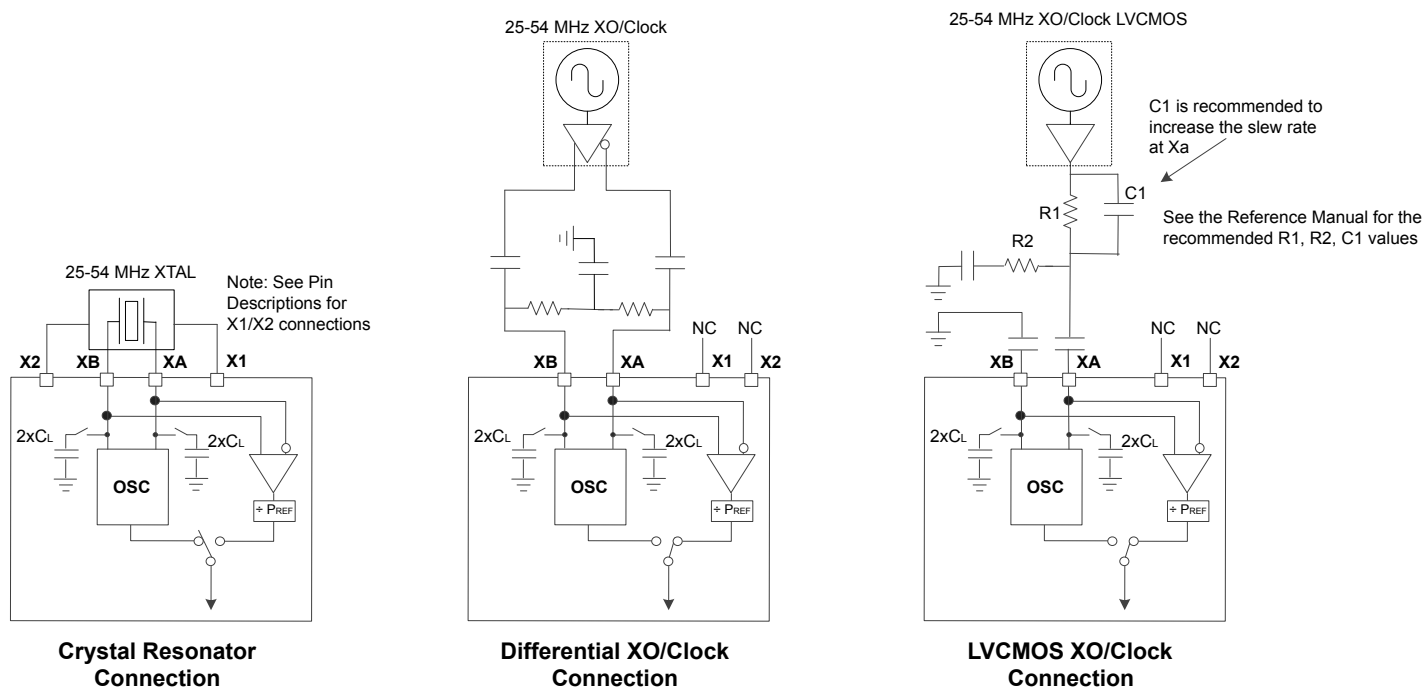 25-54 MHz XTAL
Note: See Pin
Descriptions for
X1/X2 connections
X2 XB XA X1
2xCL 2xCL
OSC
÷ PREF
Crystal Resonator
Connection
25-54 MHz XO/Clock
NC NC
XB XA X1 X2
2xCL 2xCL
OSC
÷ PREF
Differential XO/Clock
Connection
25-54 MHz XO/Clock LVCMOS
C1 is recommended to
increase the slew rate
at Xa
C1
R1
See the Reference Manual for the
recommended R1, R2, C1 values
R2
NC NC
XB XA X1 X2
2xCL 2xCL
OSC
÷ PREF
LVCMOS XO/Clock
Connection